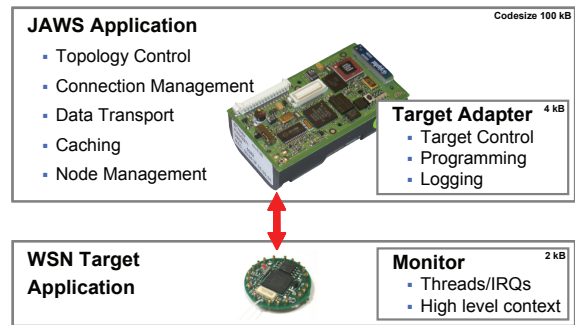 Codesize 100 kB
JAWS Application
▪ Topology Control
▪ Connection Management
▪ Data Transport
▪ Caching
▪ Node Management
Target Adapter 4 kB
▪ Target Control
▪ Programming
▪ Logging
WSN Target
Application
Monitor 2 kB
▪ Threads/IRQs
▪ High level context